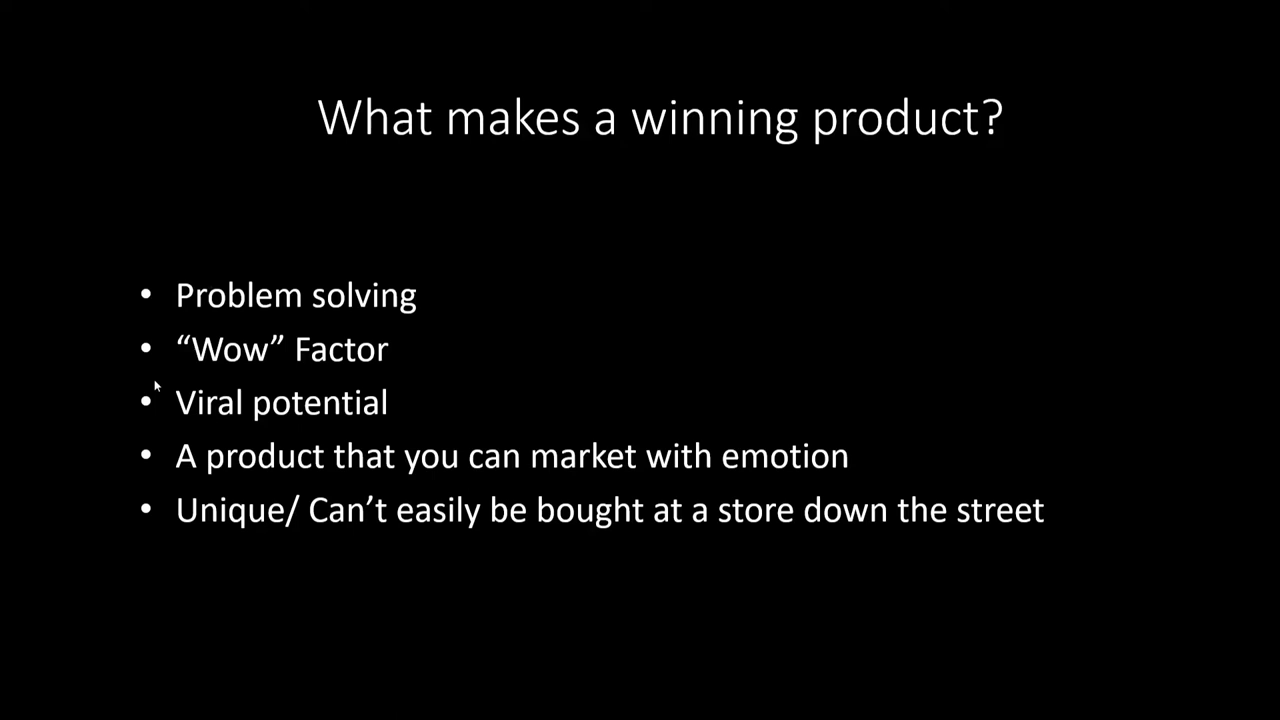 What makes a winning product?
• Problem solving
• “Wow” Factor
• Viral potential
• A product that you can market with emotion
• Unique/ Can’t easily be bought at a store down the street